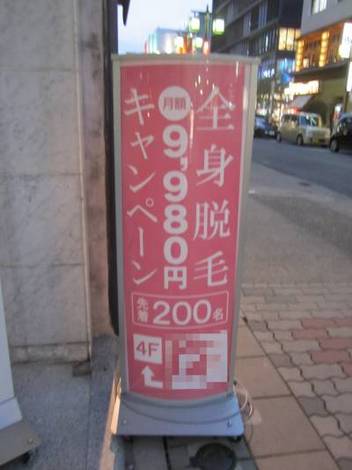 全身脱毛
月額
9,980円
キャンペーン
先着200名
4F